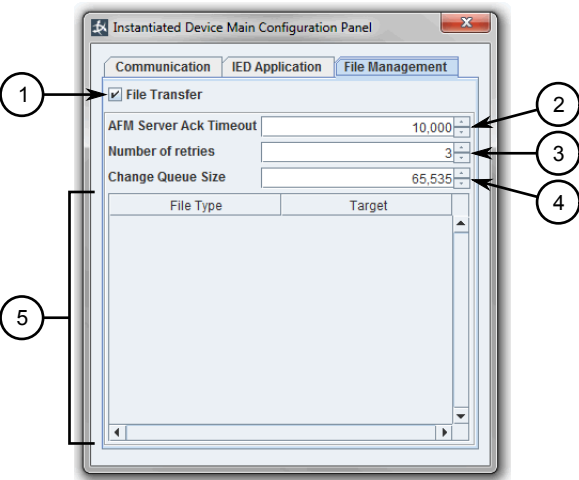 Instantiated Device Main Configuration Panel
Communication IED Application File Management
1 File Transfer
AFM Server Ack Timeout 10,000 2
Number of retries 3 3
Change Queue Size 65,535 4
File Type Target
5